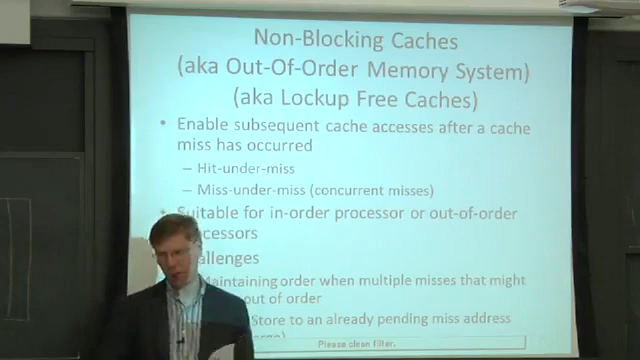 Non-Blocking Caches
(aka Out-Of-Order Memory System)
(aka Lockup Free Caches)
• Enable subsequent cache accesses after a cache
miss has occurred
– Hit-under-miss
– Miss-under-miss (concurrent misses)
• Suitable for in-order processor or out-of-order
cessors
allenges
Maintaining order when multiple misses that might
out of order
Store to an already pending miss address
Please clean filter.